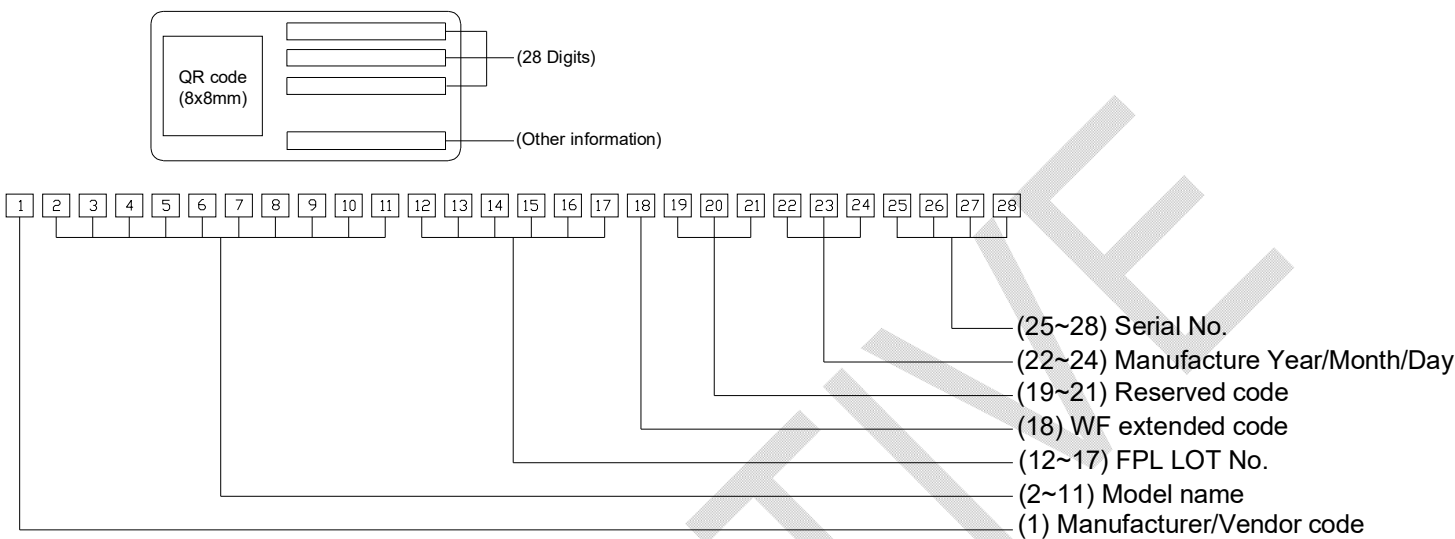 QR code
(8x8mm)
(28 Digits)
(Other information)
1 2 3 4 5 6 7 8 9 10 11 12 13 14 15 16 17 18 19 20 21 22 23 24 25 26 27 28
(25~28) Serial No.
(22~24) Manufacture Year/Month/Day
(19~21) Reserved code
(18) WF extended code
(12~17) FPL LOT No.
(2~11) Model name
(1) Manufacturer/Vendor code